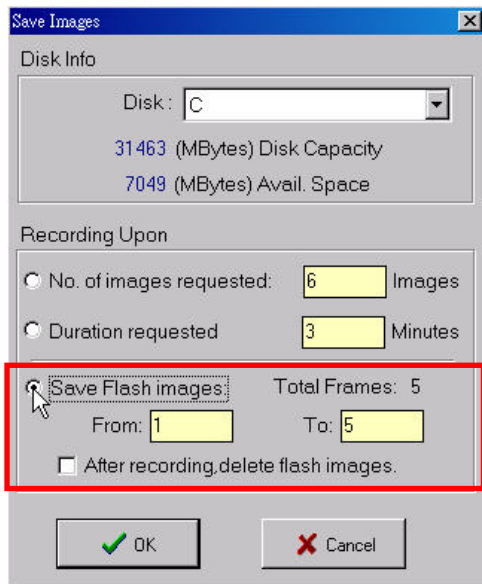 Save Images
Disk Info
Disk: C
31463 (MBytes) Disk Capacity
7049 (MBytes) Avail. Space
Recording Upon
No. of images requested: 6 Images
Duration requested 3 Minutes
Save Flash images: Total Frames: 5
From: 1 To: 5
After recording,delete flash images.
OK Cancel